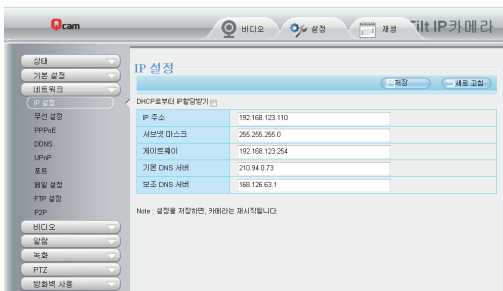 Qcam
비디오
설정
재생
Tilt IP카메라
상태
기본 설정
네트워크
IP 설정
무선 설정
PPPoE
DDNS
UPnP
포트
메일 설정
FTP 설정
P2P
비디오
알람
녹화
PTZ
방화벽 사용
IP 설정
저장
새로 고침
DHCP로부터 IP할당받기
IP 주소 192.168.123.110
서브넷 마스크 255.255.255.0
게이트웨이 192.168.123.254
기본 DNS 서버 210.94.0.73
보조 DNS 서버 168.126.63.1
Note : 설정을 저장하면, 카메라는 재시작됩니다.